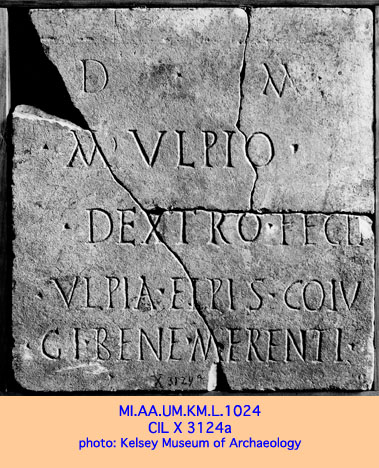 D · M
· M · VLPIO ·
· DEXTRO · FECI
· VLPIA · ELPIS · COIV
· GI · BENE · MERENTI ·
X 3124a
MI.AA.UM.KM.L.1024
CIL X 3124a
photo: Kelsey Museum of Archaeology